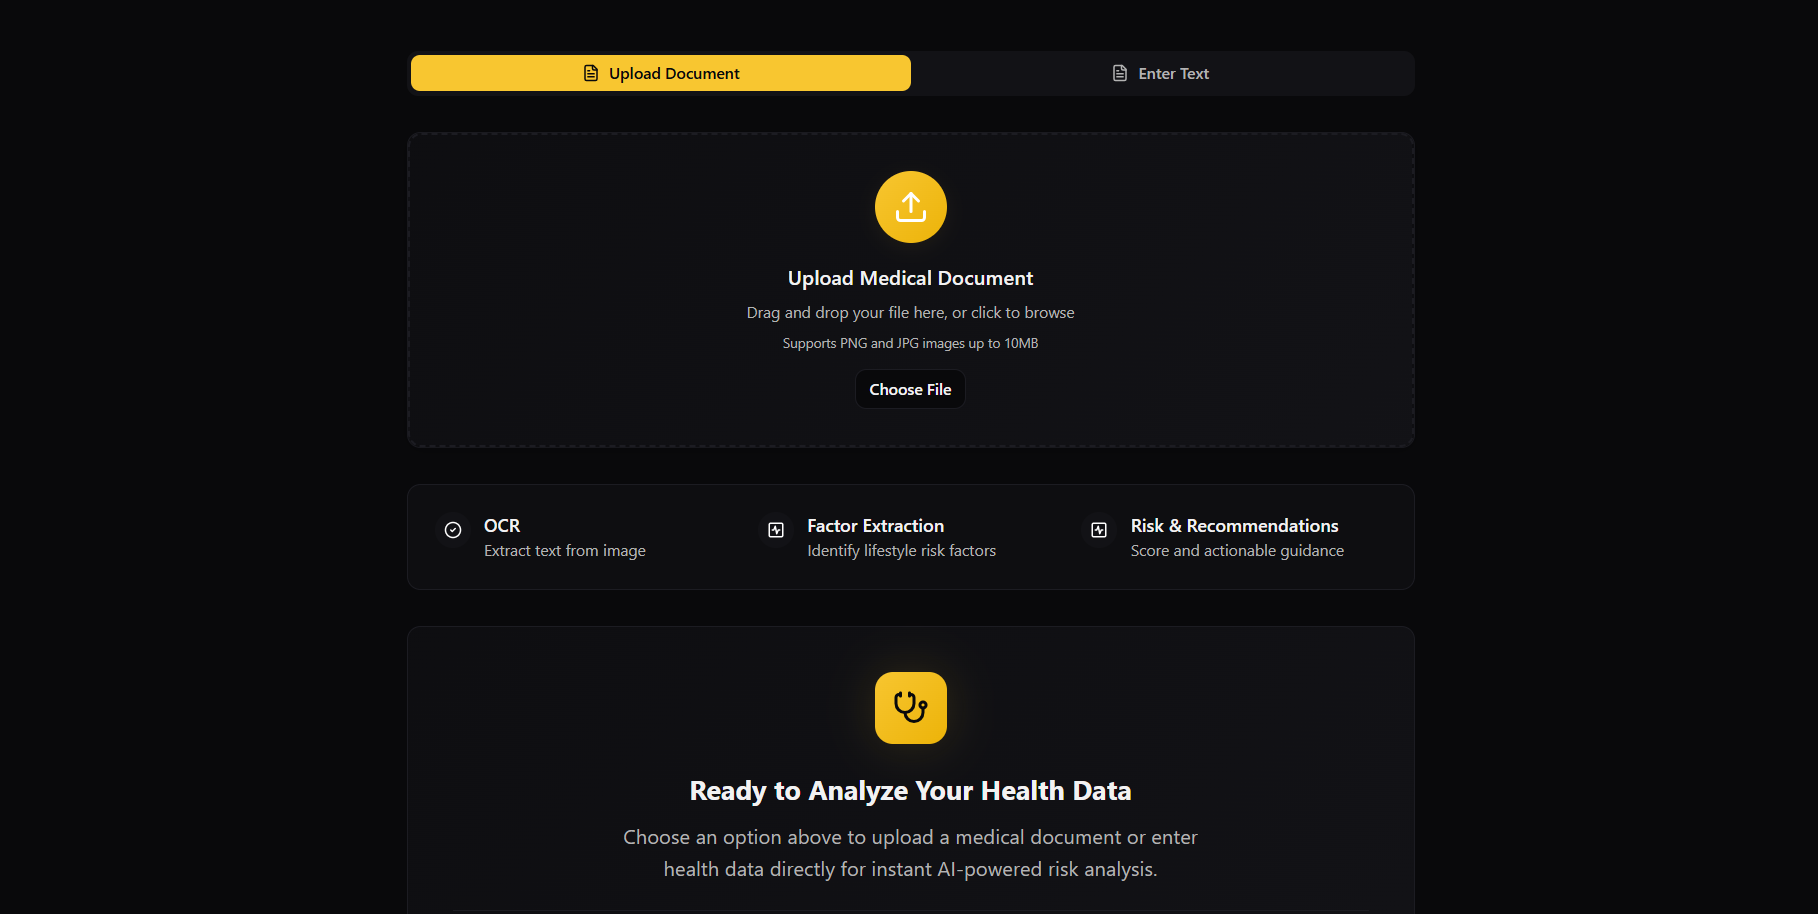 Upload Document
Enter Text
Upload Medical Document
Drag and drop your file here, or click to browse
Supports PNG and JPG images up to 10MB
Choose File
OCR
Extract text from image
Factor Extraction
Identify lifestyle risk factors
Risk & Recommendations
Score and actionable guidance
Ready to Analyze Your Health Data
Choose an option above to upload a medical document or enter
health data directly for instant AI-powered risk analysis.